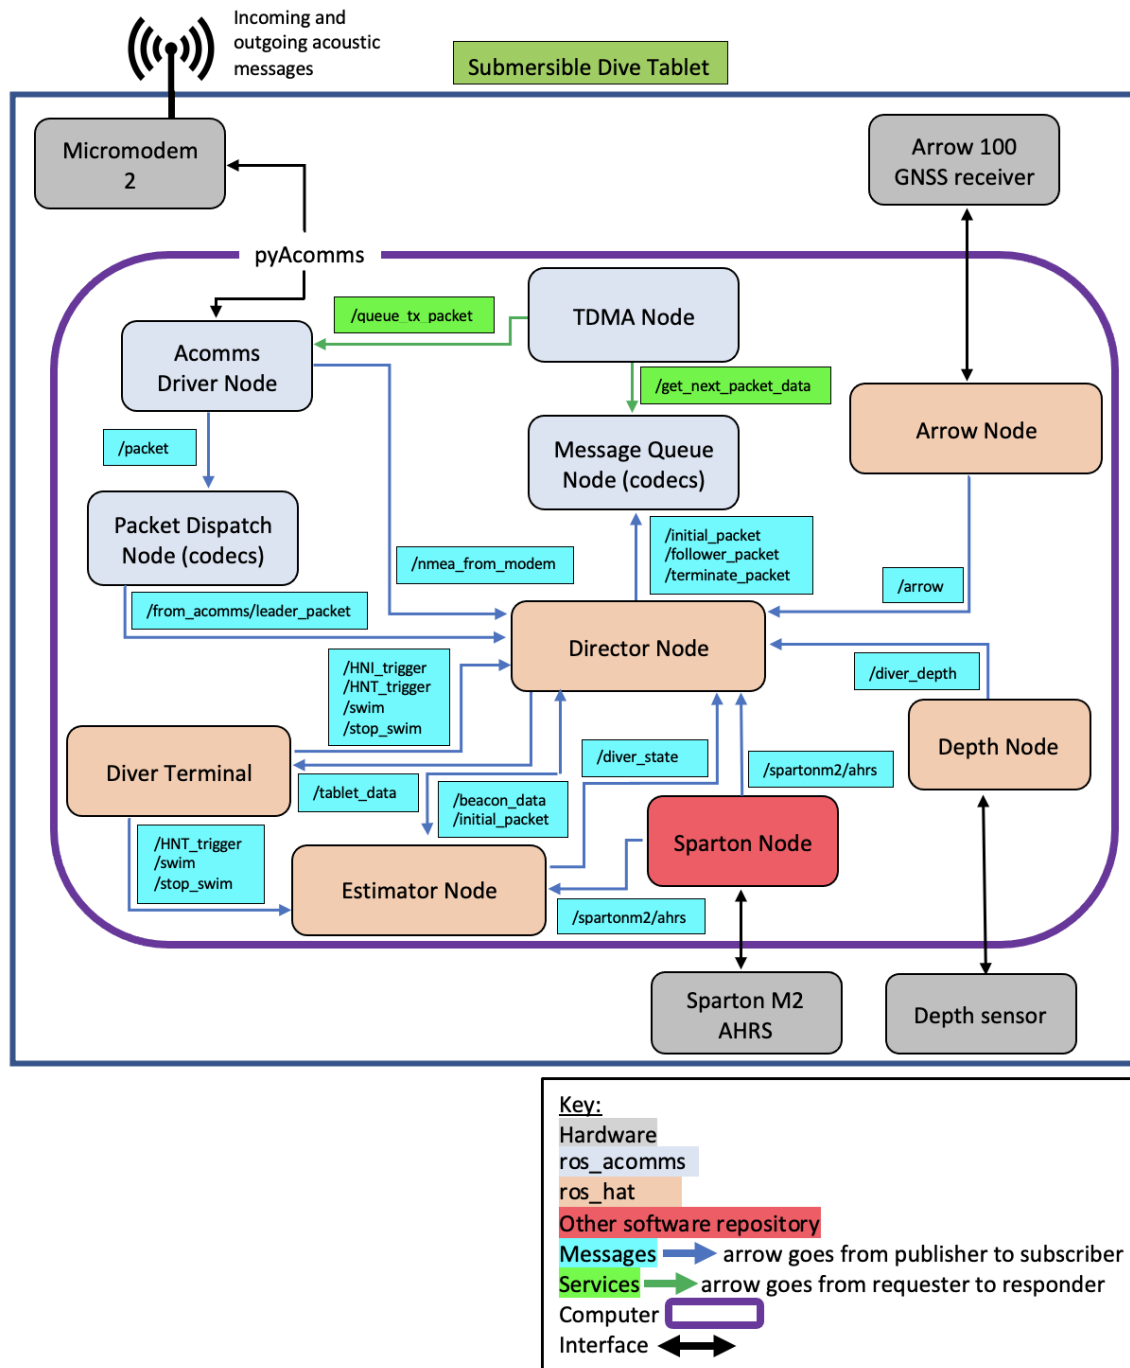 Incoming and
outgoing acoustic
messages
Submersible Dive Tablet
Micromodem
2
Arrow 100
GNSS receiver
pyAcomms
/queue_tx_packet
TDMA Node
Acomms
Driver Node
/get_next_packet_data
Arrow Node
/packet
Message Queue
Node (codecs)
Packet Dispatch
Node (codecs)
/nmea_from_modem
/initial_packet
/follower_packet
/terminate_packet
/arrow
/from_acomms/leader_packet
Director Node
/HNI_trigger
/HNT_trigger
/swim
/stop_swim
/diver_depth
Diver Terminal
/tablet_data
/beacon_data
/initial_packet
/diver_state
/spartonm2/ahrs
Depth Node
/HNT_trigger
/swim
/stop_swim
Estimator Node
Sparton Node
/spartonm2/ahrs
Sparton M2
AHRS
Depth sensor
Key:
Hardware
ros_acomms
ros_hat
Other software repository
Messages arrow goes from publisher to subscriber
Services arrow goes from requester to responder
Computer
Interface